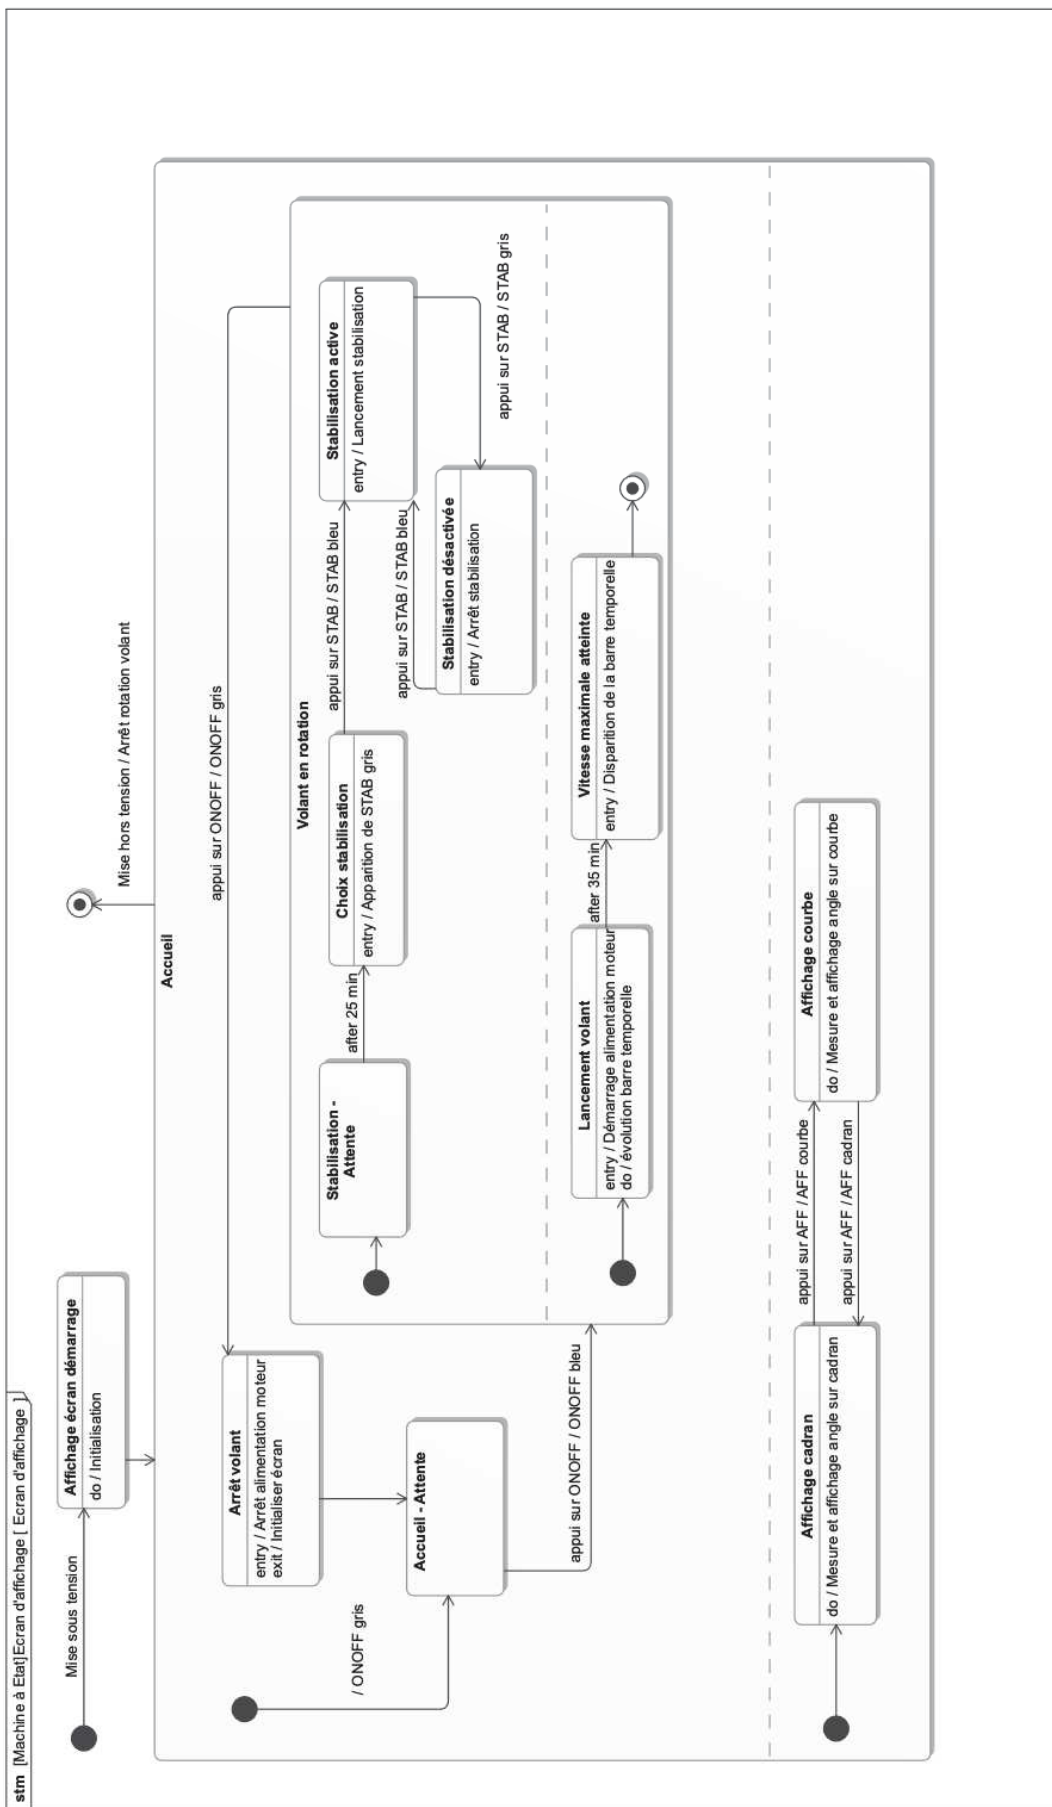 stm [Machine à Etat]Ecran d'affichage [ Ecran d'affichage ]
Mise sous tension
Affichage écran démarrage
do / Initialisation
Mise hors tension / Arrêt rotation volant
Accueil
appui sur ONOFF / ONOFF gris
Arrêt volant
entry / Arrêt alimentation moteur
exit / Initialiser écran
/ ONOFF gris
Accueil - Attente
appui sur ONOFF / ONOFF bleu
Volant en rotation
Stabilisation -
Attente
after 25 min
Choix stabilisation
entry / Apparition de STAB gris
appui sur STAB / STAB bleu
Stabilisation active
entry / Lancement stabilisation
appui sur STAB / STAB bleu
Stabilisation désactivée
entry / Arrêt stabilisation
appui sur STAB / STAB gris
Lancement volant
entry / Démarrage alimentation moteur
do / évolution barre temporelle
after 35 min
Vitesse maximale atteinte
entry / Disparition de la barre temporelle
Affichage cadran
do / Mesure et affichage angle sur cadran
appui sur AFF / AFF courbe
appui sur AFF / AFF cadran
Affichage courbe
do / Mesure et affichage angle sur courbe